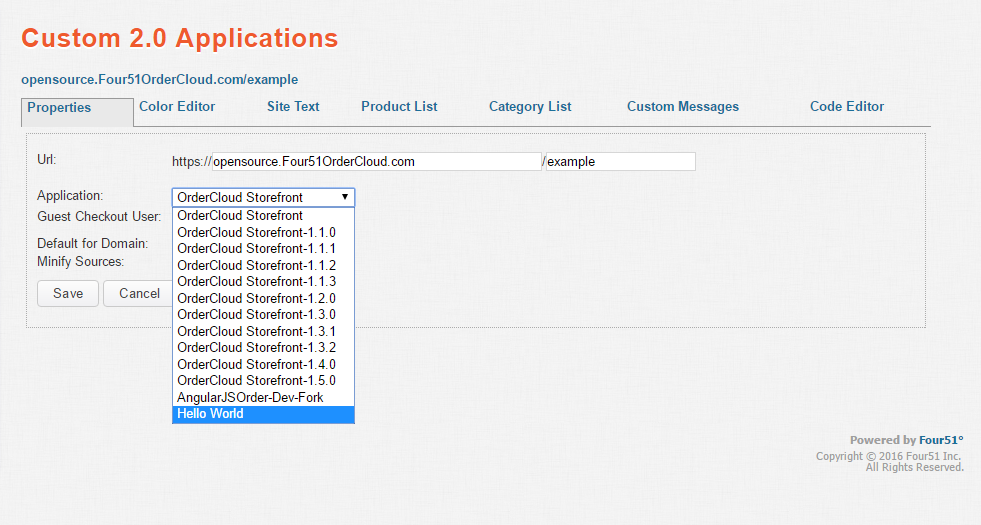 Custom 2.0 Applications
opensource.Four51OrderCloud.com/example
Properties Color Editor Site Text Product List Category List Custom Messages Code Editor
Url: https://opensource.Four51OrderCloud.com/example
Application: OrderCloud Storefront ▼
OrderCloud Storefront
Guest Checkout User:
OrderCloud Storefront-1.1.0
OrderCloud Storefront-1.1.1
Default for Domain:
OrderCloud Storefront-1.1.2
Minify Sources:
OrderCloud Storefront-1.1.3
Save Cancel
OrderCloud Storefront-1.2.0
OrderCloud Storefront-1.3.0
OrderCloud Storefront-1.3.1
OrderCloud Storefront-1.3.2
OrderCloud Storefront-1.4.0
OrderCloud Storefront-1.5.0
AngularJSOrder-Dev-Fork
Hello World
Powered by Four51°
Copyright © 2016 Four51 Inc.
All Rights Reserved.